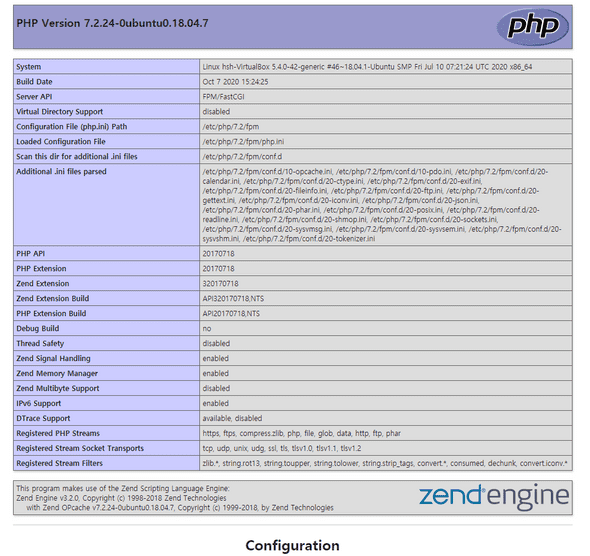 PHP Version 7.2.24-0ubuntu0.18.04.7
php
System Linux hsh-VirtualBox 5.4.0-42-generic #46~18.04.1-Ubuntu SMP Fri Jul 10 07:21:24 UTC 2020 x86_64
Build Date Oct 7 2020 15:24:25
Server API FPM/FastCGI
Virtual Directory Support disabled
Configuration File (php.ini) Path /etc/php/7.2/fpm
Loaded Configuration File /etc/php/7.2/fpm/php.ini
Scan this dir for additional .ini files /etc/php/7.2/fpm/conf.d
Additional .ini files parsed /etc/php/7.2/fpm/conf.d/10-opcache.ini, /etc/php/7.2/fpm/conf.d/10-pdo.ini, /etc/php/7.2/fpm/conf.d/20-
calendar.ini, /etc/php/7.2/fpm/conf.d/20-ctype.ini, /etc/php/7.2/fpm/conf.d/20-exif.ini,
/etc/php/7.2/fpm/conf.d/20-fileinfo.ini, /etc/php/7.2/fpm/conf.d/20-ftp.ini, /etc/php/7.2/fpm/conf.d/20-
gettext.ini, /etc/php/7.2/fpm/conf.d/20-iconv.ini, /etc/php/7.2/fpm/conf.d/20-json.ini,
/etc/php/7.2/fpm/conf.d/20-phar.ini, /etc/php/7.2/fpm/conf.d/20-posix.ini, /etc/php/7.2/fpm/conf.d/20-
readline.ini, /etc/php/7.2/fpm/conf.d/20-shmop.ini, /etc/php/7.2/fpm/conf.d/20-sockets.ini,
/etc/php/7.2/fpm/conf.d/20-sysvmsg.ini, /etc/php/7.2/fpm/conf.d/20-sysvsem.ini, /etc/php/7.2/fpm/conf.d/20-
sysvshm.ini, /etc/php/7.2/fpm/conf.d/20-tokenizer.ini
PHP API 20170718
PHP Extension 20170718
Zend Extension 320170718
Zend Extension Build API320170718,NTS
PHP Extension Build API20170718,NTS
Debug Build no
Thread Safety disabled
Zend Signal Handling enabled
Zend Memory Manager enabled
Zend Multibyte Support disabled
IPv6 Support enabled
DTrace Support available, disabled
Registered PHP Streams https, ftps, compress.zlib, php, file, glob, data, http, ftp, phar
Registered Stream Socket Transports tcp, udp, unix, udg, ssl, tls, tlsv1.0, tlsv1.1, tlsv1.2
Registered Stream Filters zlib.*, string.rot13, string.toupper, string.tolower, string.strip_tags, convert.*, consumed, dechunk, convert.iconv.*
This program makes use of the Zend Scripting Language Engine:
Zend Engine v3.2.0, Copyright (c) 1998-2018 Zend Technologies
with Zend OPcache v7.2.24-0ubuntu0.18.04.7, Copyright (c) 1999-2018, by Zend Technologies
zend engine
Configuration